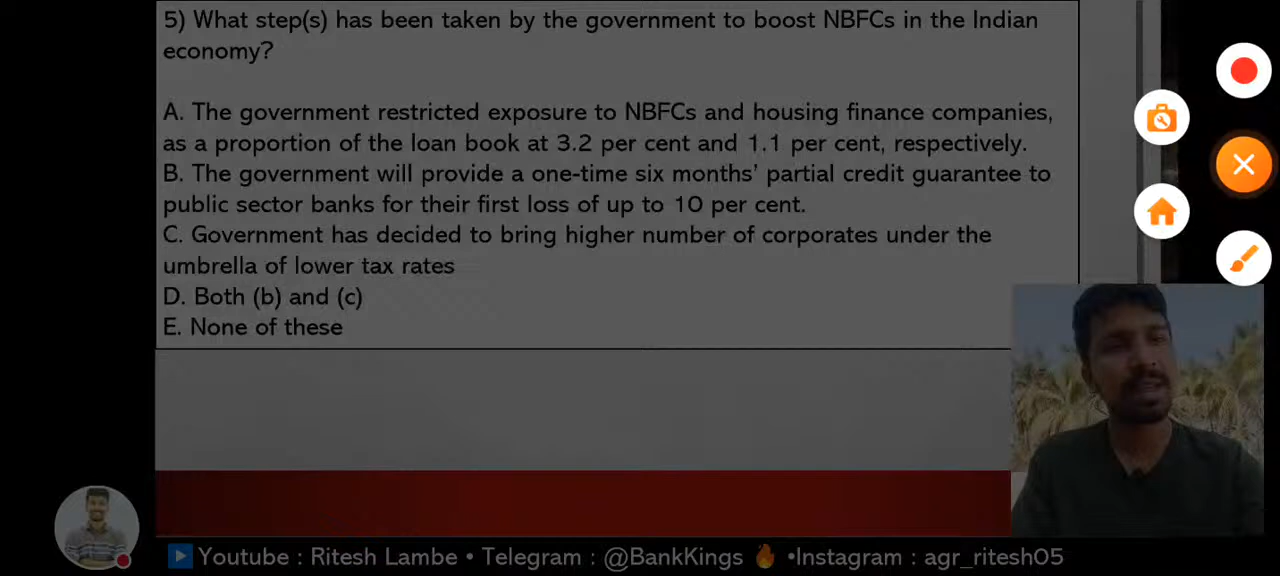 5) What step(s) has been taken by the government to boost NBFCs in the Indian
economy?
A. The government restricted exposure to NBFCs and housing finance companies,
as a proportion of the loan book at 3.2 per cent and 1.1 per cent, respectively.
B. The government will provide a one-time six months’ partial credit guarantee to
public sector banks for their first loss of up to 10 per cent.
C. Government has decided to bring higher number of corporates under the
umbrella of lower tax rates
D. Both (b) and (c)
E. None of these
Youtube : Ritesh Lambe • Telegram : @BankKings 🔥 •Instagram : agr_ritesh05